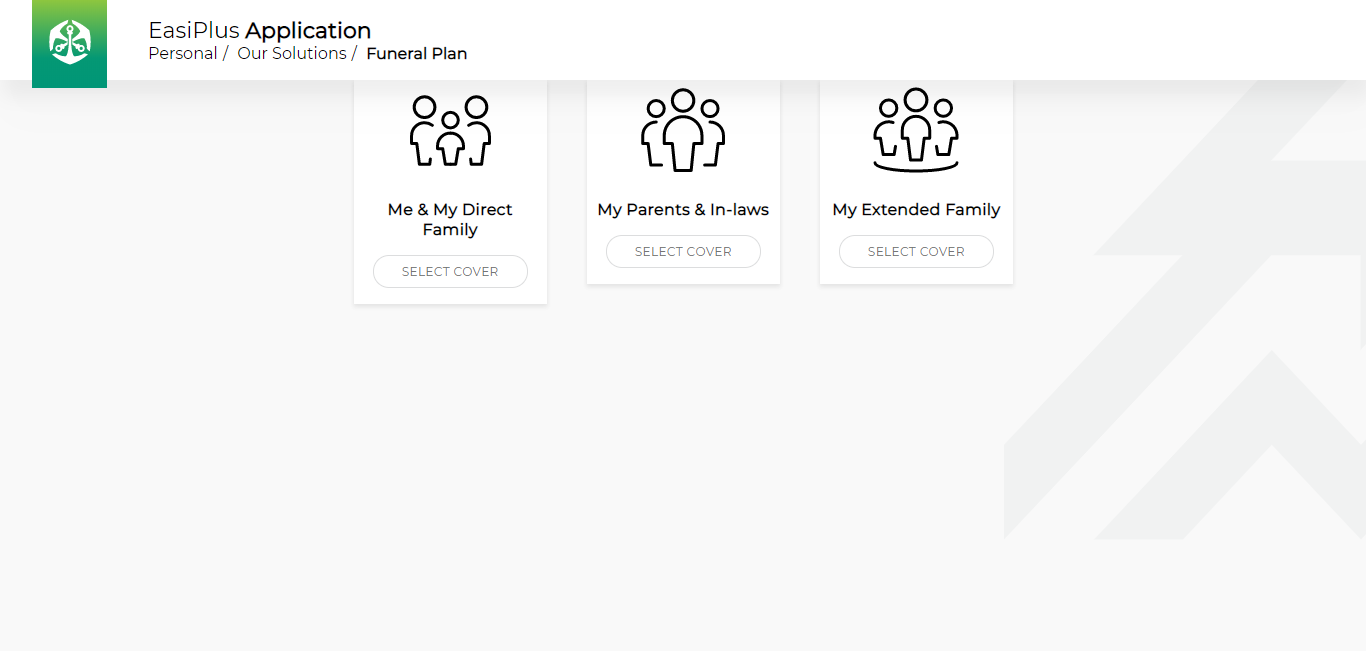 EasiPlus Application
Personal / Our Solutions / Funeral Plan
Me & My Direct
Family
SELECT COVER
My Parents & In-laws
SELECT COVER
My Extended Family
SELECT COVER